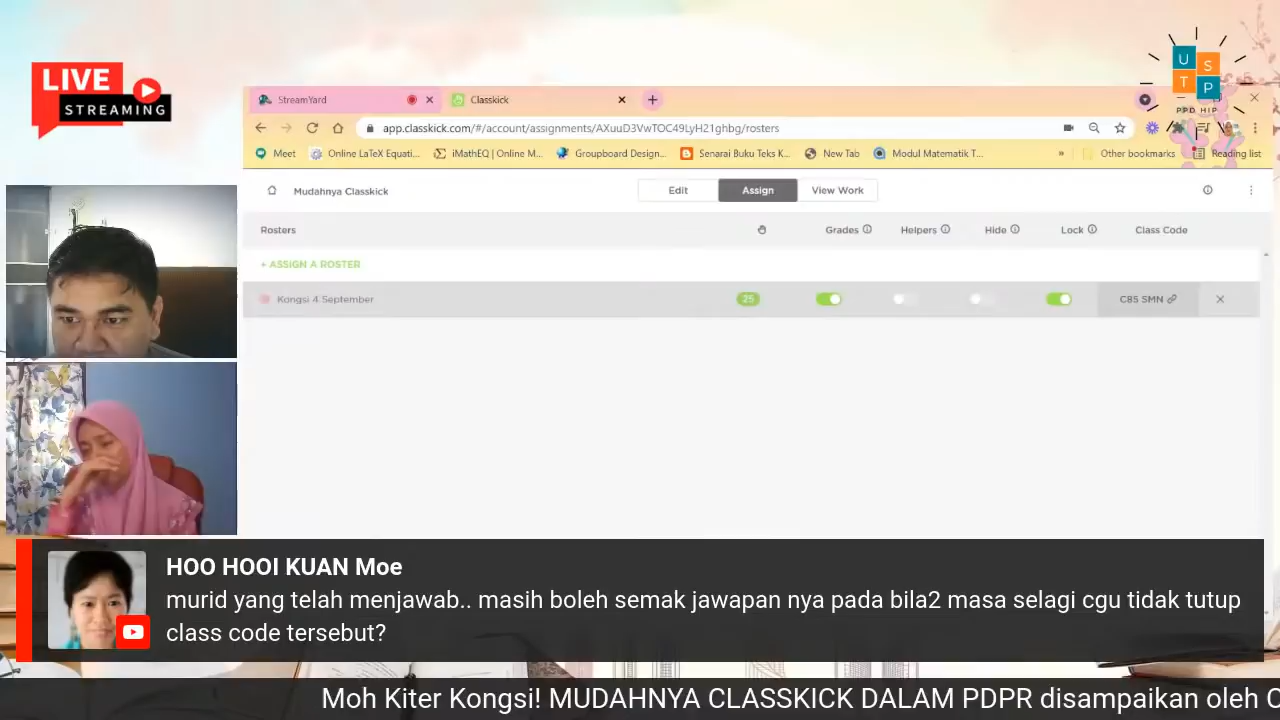 LIVE
STREAMING
U S
T P
PPD HIP
StreamYard
Classkick
app.classkick.com/#/account/assignments/AXuuD3VwTOC49LyH21ghbg/rosters
Meet
Online LaTeX Equati...
iMathEQ | Online M...
Groupboard Design...
Senarai Buku Teks K...
New Tab
Modul Matematik T...
»
Other bookmarks
Reading list
Mudahnya Classkick
Edit
Assign
View Work
Rosters
Grades
Helpers
Hide
Lock
Class Code
+ ASSIGN A ROSTER
Kongsi 4 September
25
C85 SMN
HOO HOOI KUAN Moe
murid yang telah menjawab.. masih boleh semak jawapan nya pada bila2 masa selagi cgu tidak tutup
class code tersebut?
Moh Kiter Kongsi! MUDAHNYA CLASSKICK DALAM PDPR disampaikan oleh C